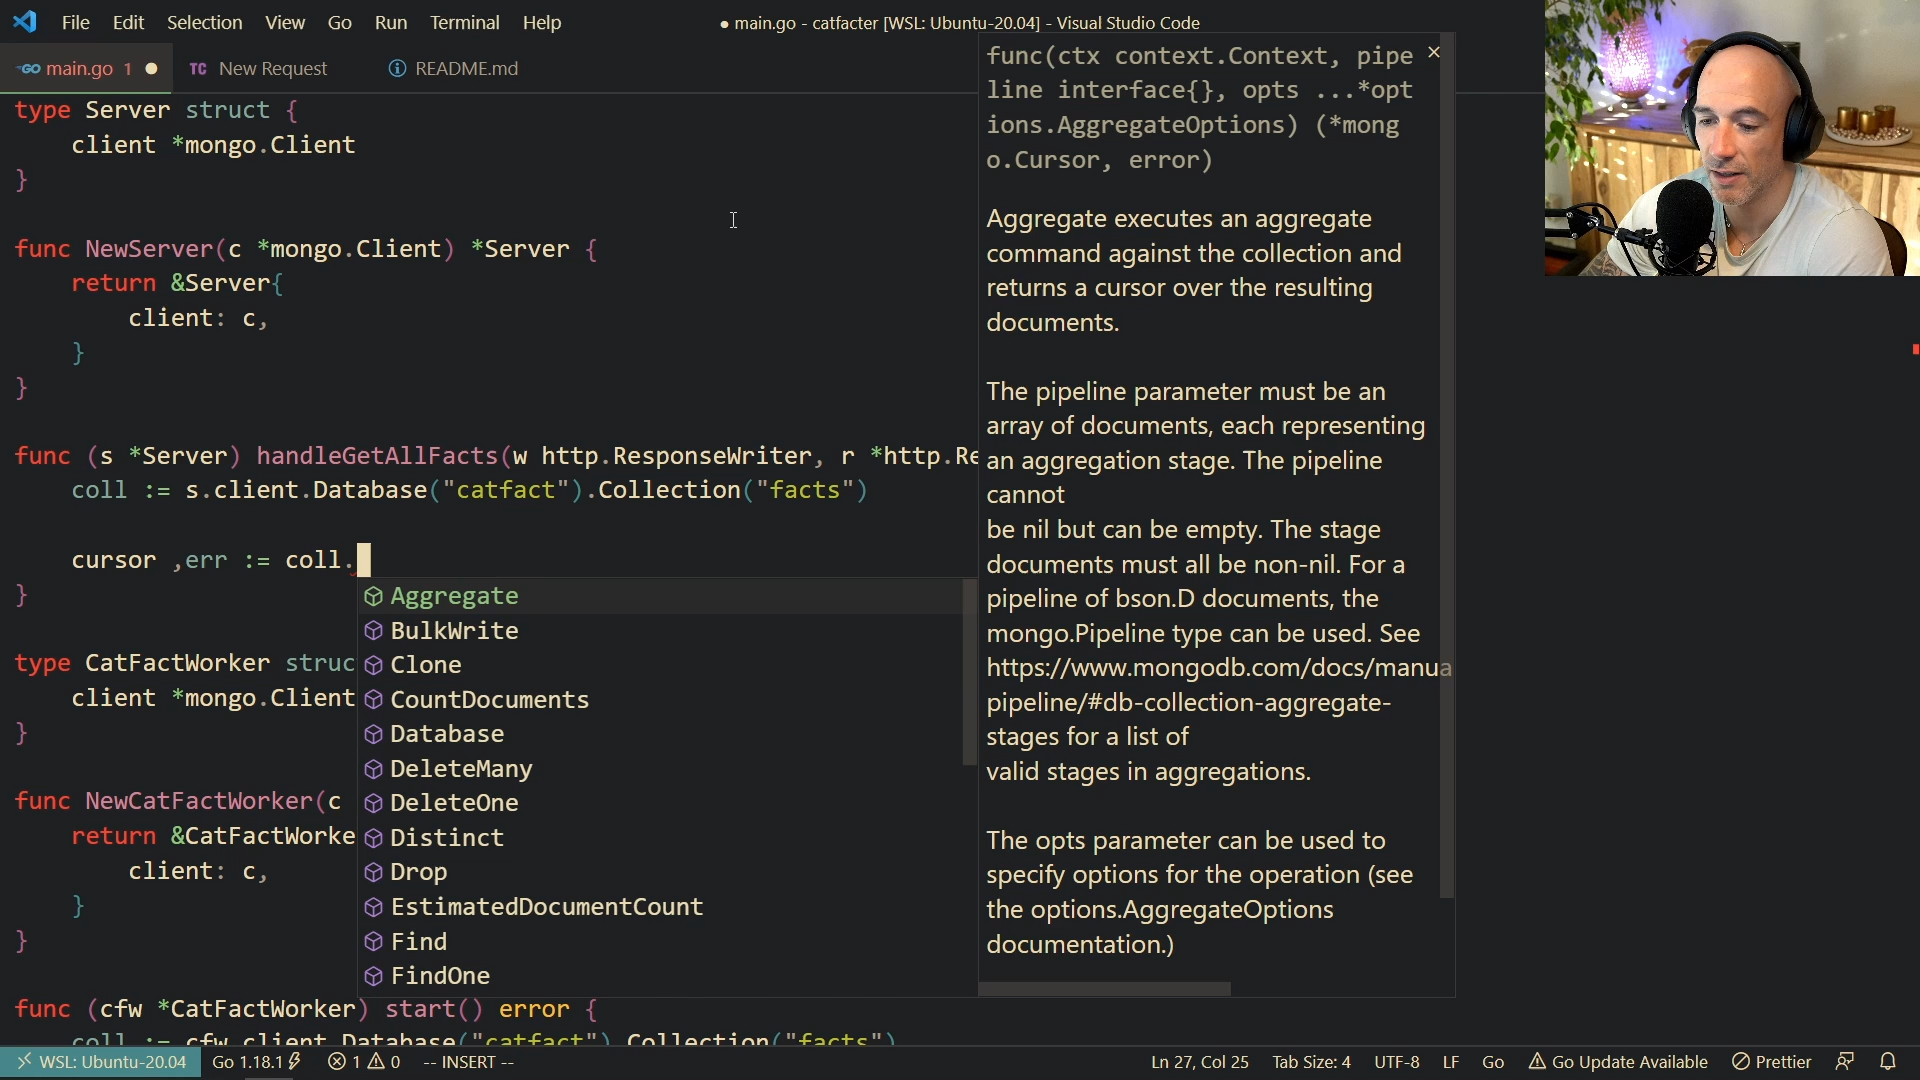 File Edit Selection View Go Run Terminal Help
● main.go - catfacter [WSL: Ubuntu-20.04] - Visual Studio Code
GO main.go 1 ●
TC New Request
README.md
type Server struct {
client *mongo.Client
}
func NewServer(c *mongo.Client) *Server {
return &Server{
client: c,
}
}
func (s *Server) handleGetAllFacts(w http.ResponseWriter, r *http.Re
coll := s.client.Database("catfact").Collection("facts")
cursor ,err := coll.
}
type CatFactWorker struc
client *mongo.Client
}
func NewCatFactWorker(c
return &CatFactWorke
client: c,
}
}
func (cfw *CatFactWorker) start() error {
coll := cfw.client.Database("catfact").Collection("facts")
Aggregate
BulkWrite
Clone
CountDocuments
Database
DeleteMany
DeleteOne
Distinct
Drop
EstimatedDocumentCount
Find
FindOne
func(ctx context.Context, pipe
line interface{}, opts ...*opt
ions.AggregateOptions) (*mong
o.Cursor, error)
Aggregate executes an aggregate
command against the collection and
returns a cursor over the resulting
documents.
The pipeline parameter must be an
array of documents, each representing
an aggregation stage. The pipeline
cannot
be nil but can be empty. The stage
documents must all be non-nil. For a
pipeline of bson.D documents, the
mongo.Pipeline type can be used. See
https://www.mongodb.com/docs/manua
pipeline/#db-collection-aggregate-
stages for a list of
valid stages in aggregations.
The opts parameter can be used to
specify options for the operation (see
the options.AggregateOptions
documentation.)
WSL: Ubuntu-20.04 Go 1.18.1 1 0 -- INSERT -- Ln 27, Col 25 Tab Size: 4 UTF-8 LF Go Go Update Available Prettier